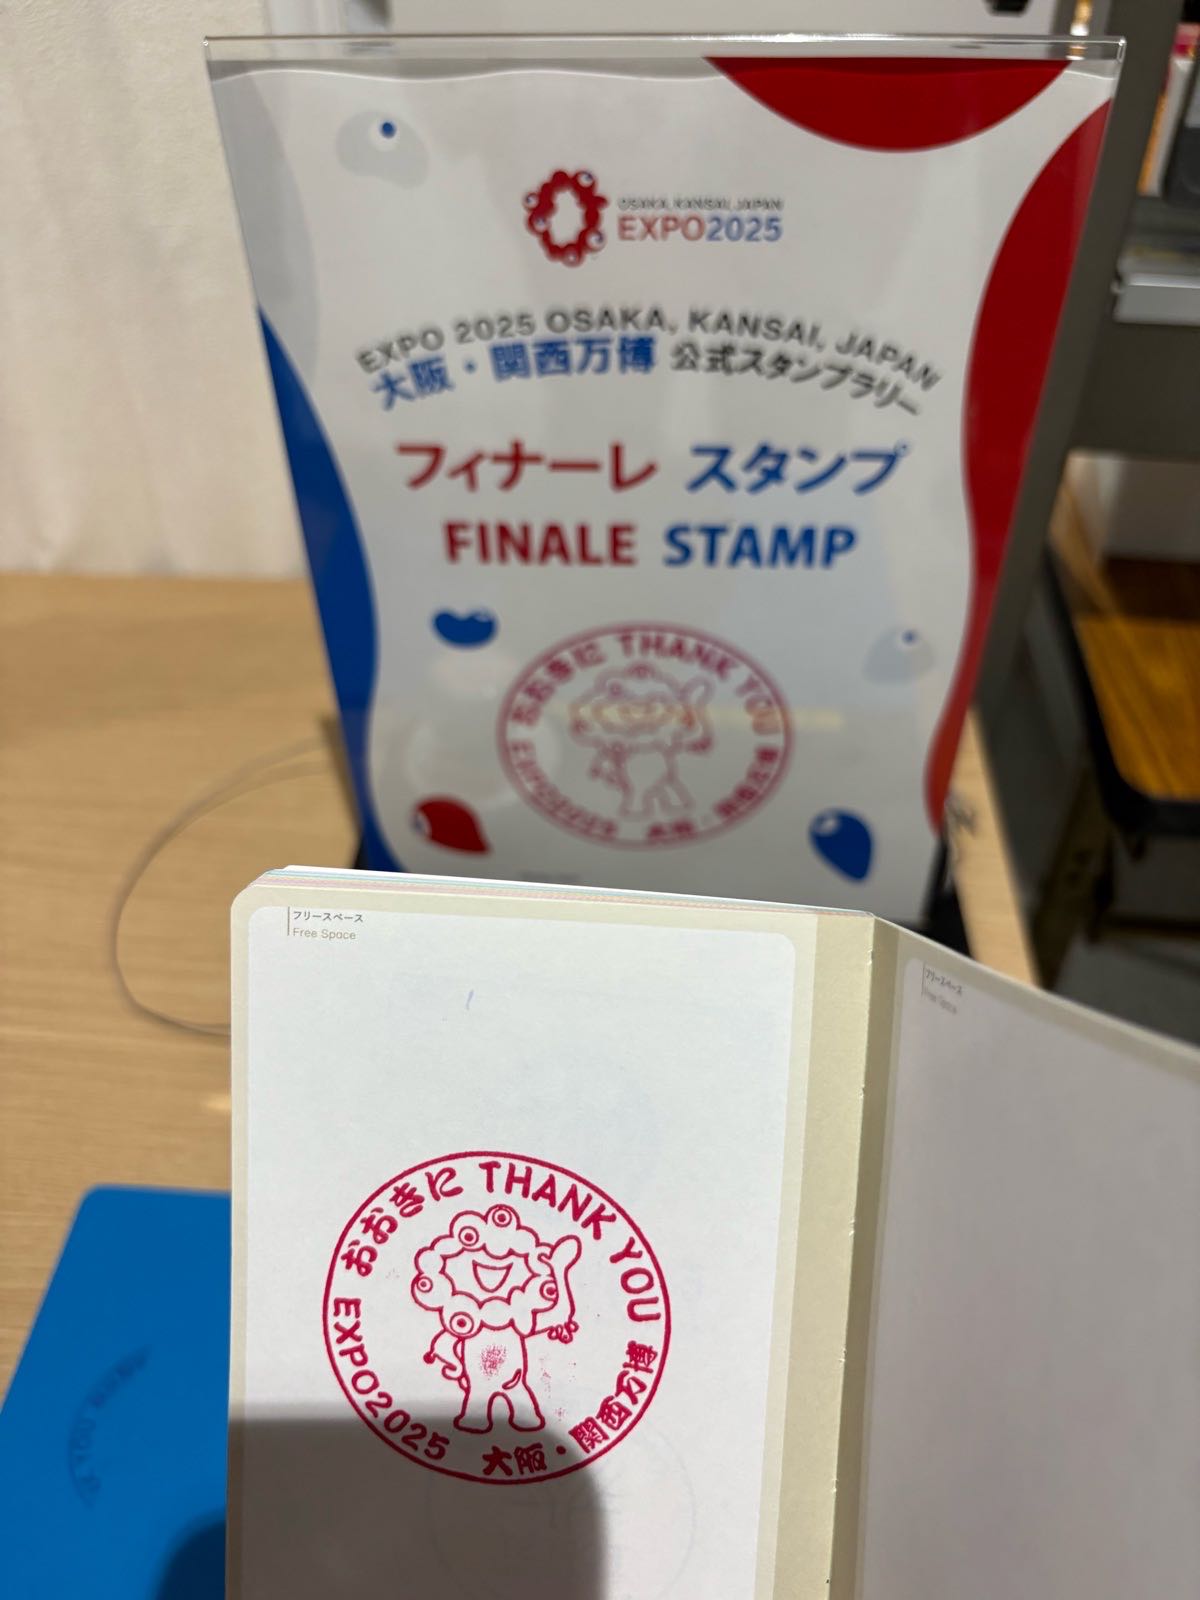 OSAKA, KANSAI, JAPAN
EXPO2025
EXPO 2025 OSAKA, KANSAI, JAPAN
大阪・関西万博 公式スタンプラリー
フィナーレ スタンプ
FINALE STAMP
おおきに THANK YOU
EXPO2025 大阪・関西万博
フリースペース
Free Space
フリースペース
Free Space
おおきに THANK YOU
EXPO2025 大阪・関西万博